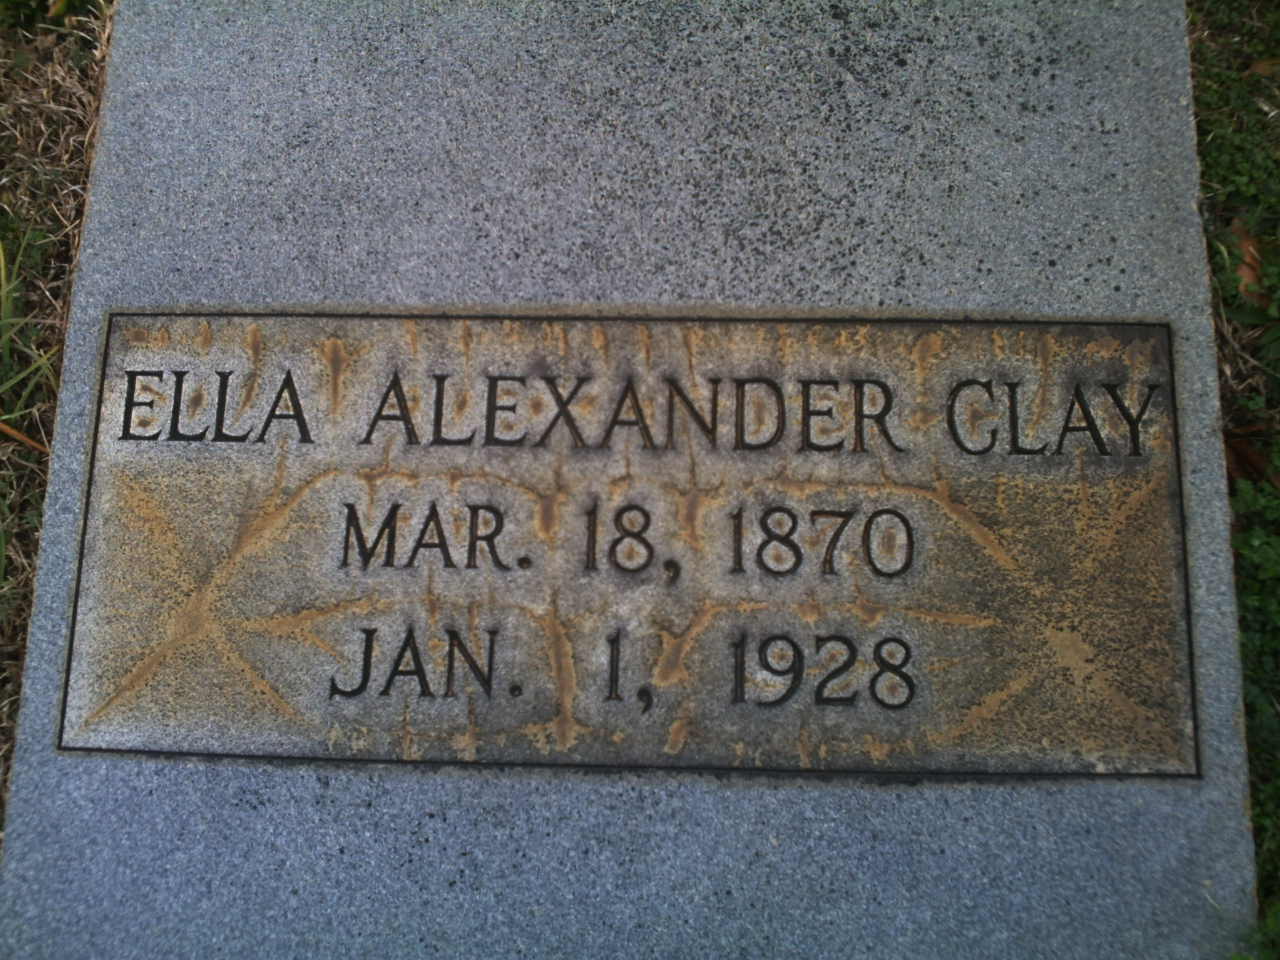 ELLA ALEXANDER CLAY
MAR. 18, 1870
JAN. 1, 1928